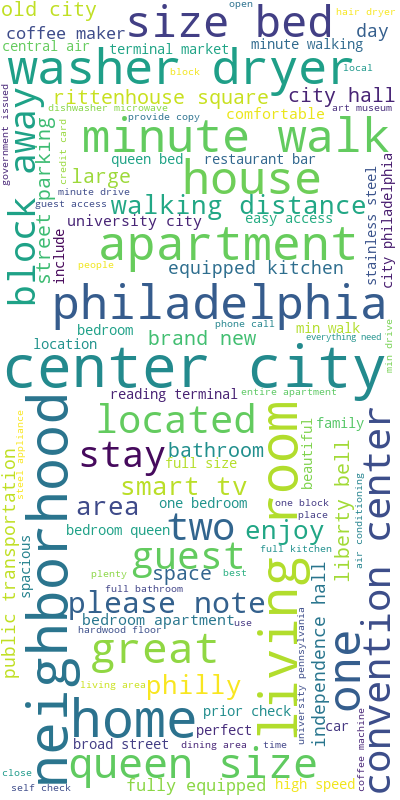 old city
size bed
open
hair dryer
coffee maker
day
central air
terminal market
minute walking
washer dryer
block
local
rittenhouse square
city hall
government issued
dishwasher microwave
art museum
block away
street parking
credit card
provide copy
comfortable
minute walk
queen bed
restaurant bar
stainless steel
city philadelphia
minute drive
house
large
guest access
walking distance
university city
easy access
include
apartment
people
equipped kitchen
philadelphia
phone call
min walk
min drive
bedroom
brand new
everything need
location
center city
reading terminal
entire apartment
neighborhood
located
living room
convention center
beautiful
family
stay
bathroom
full size
liberty bell
air conditioning
public transportation
steel appliance
smart tv
area
one bedroom
one block
place
two
bedroom queen
enjoy
spacious
guest
full kitchen
plenty
space
best
full bathroom
independence hall
please note
use
bedroom apartment
university pennsylvania
hardwood floor
one
great
living area
philly
home
prior check
car
coffee machine
perfect
broad street
dining area
time
close
queen size
self check
fully equipped
high speed